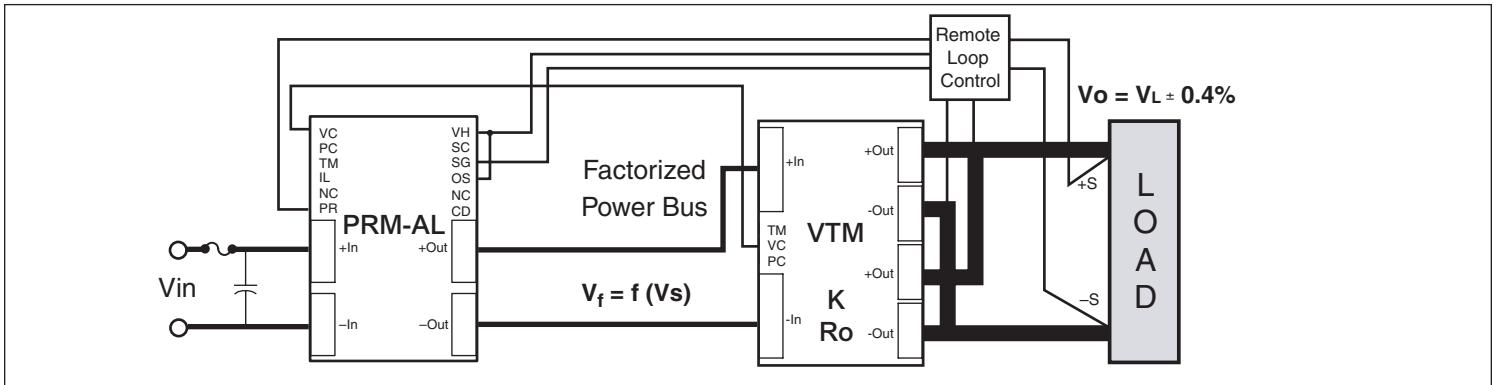 Remote
Loop
Control
Vo = VL ± 0.4%
VC
PC
TM
IL
NC
PR
VH
SC
SG
OS
NC
CD
PRM-AL
+In
–In
+Out
–Out
Vin
Factorized
Power Bus
Vf = f (Vs)
+In
TM
VC
PC
-In
VTM
K
Ro
+Out
-Out
+Out
-Out
+S
–S
LOAD